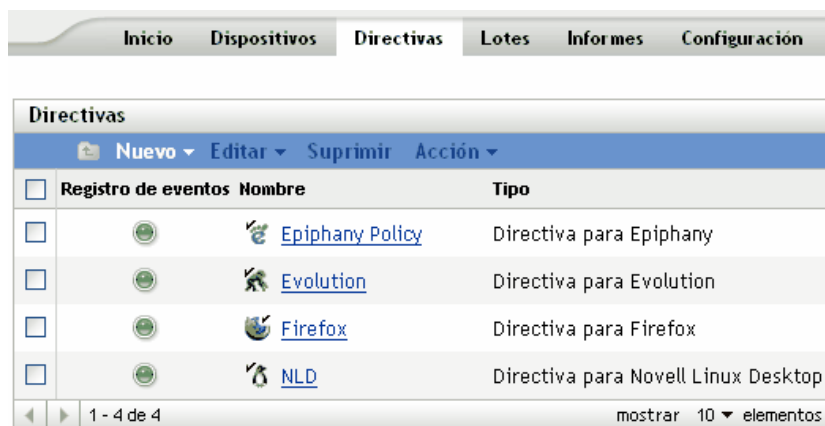 Inicio Dispositivos Directivas Lotes Informes Configuración
Directivas
Nuevo Editar Suprimir Acción
Registro de eventos Nombre Tipo
Epiphany Policy Directiva para Epiphany
Evolution Directiva para Evolution
Firefox Directiva para Firefox
NLD Directiva para Novell Linux Desktop
1 - 4 de 4 mostrar 10 elementos